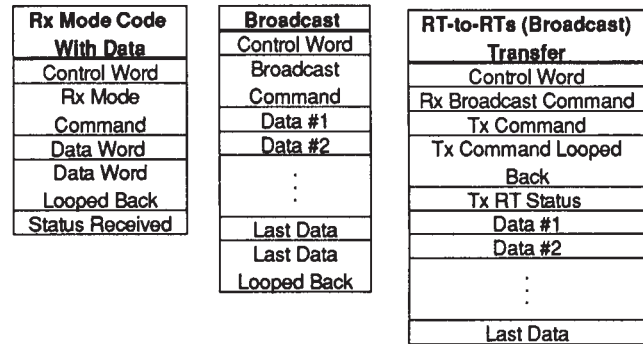 Rx Mode Code
With Data
Control Word
Rx Mode
Command
Data Word
Data Word
Looped Back
Status Received
Broadcast
Control Word
Broadcast
Command
Data #1
Data #2
.
.
.
Last Data
Last Data
Looped Back
RT-to-RTs (Broadcast)
Transfer
Control Word
Rx Broadcast Command
Tx Command
Tx Command Looped
Back
Tx RT Status
Data #1
Data #2
.
.
.
Last Data